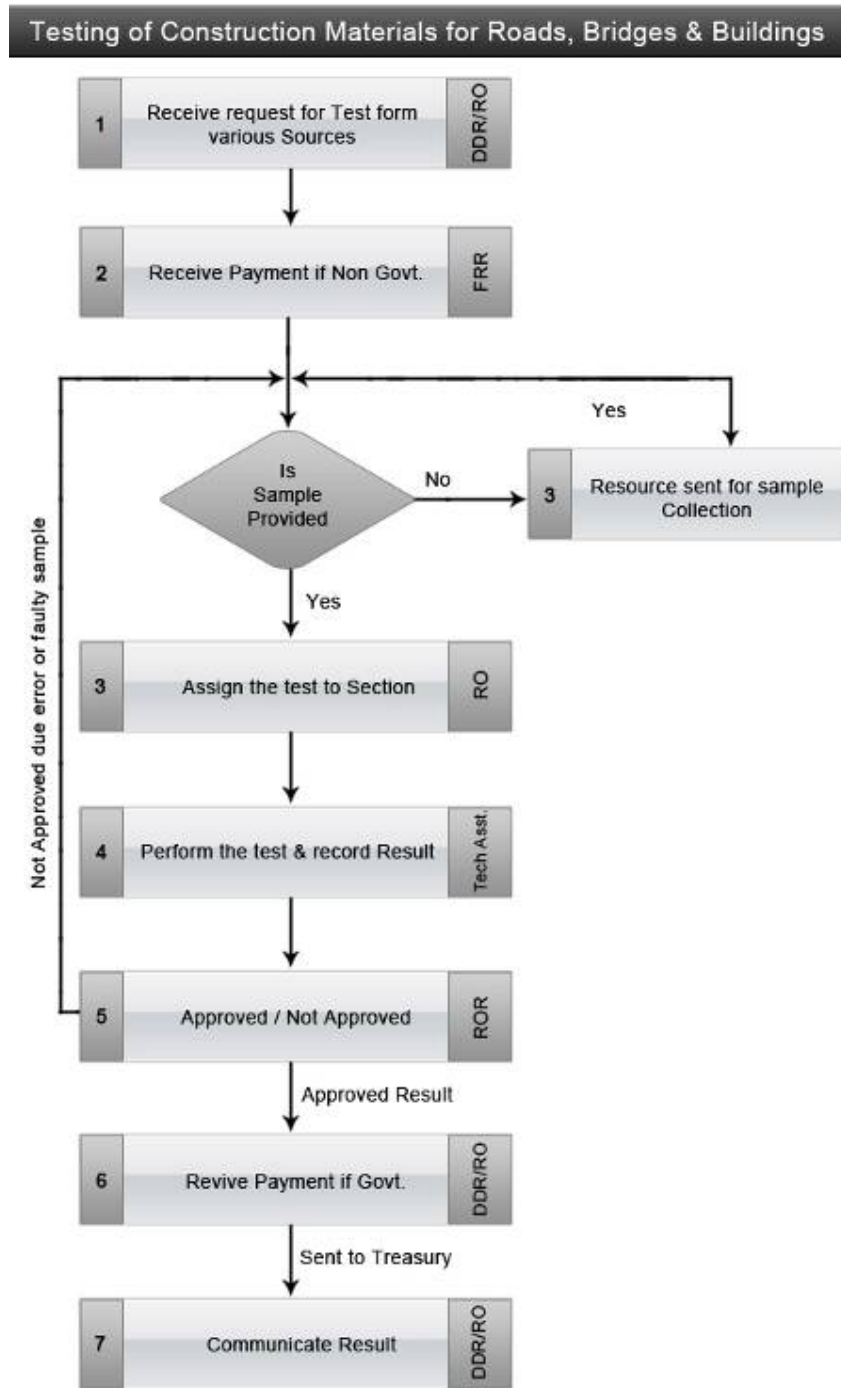 Testing of Construction Materials for Roads, Bridges & Buildings
1
Receive request for Test form
various Sources
DDR/RO
2
Receive Payment if Non Govt.
FRR
Yes
Is
Sample
Provided
No
3
Resource sent for sample
Collection
Yes
Not Approved due error or faulty sample
3
Assign the test to Section
RO
4
Perform the test & record Result
Tech Asst.
5
Approved / Not Approved
ROR
Approved Result
6
Revive Payment if Govt.
DDR/RO
Sent to Treasury
7
Communicate Result
DDR/RO